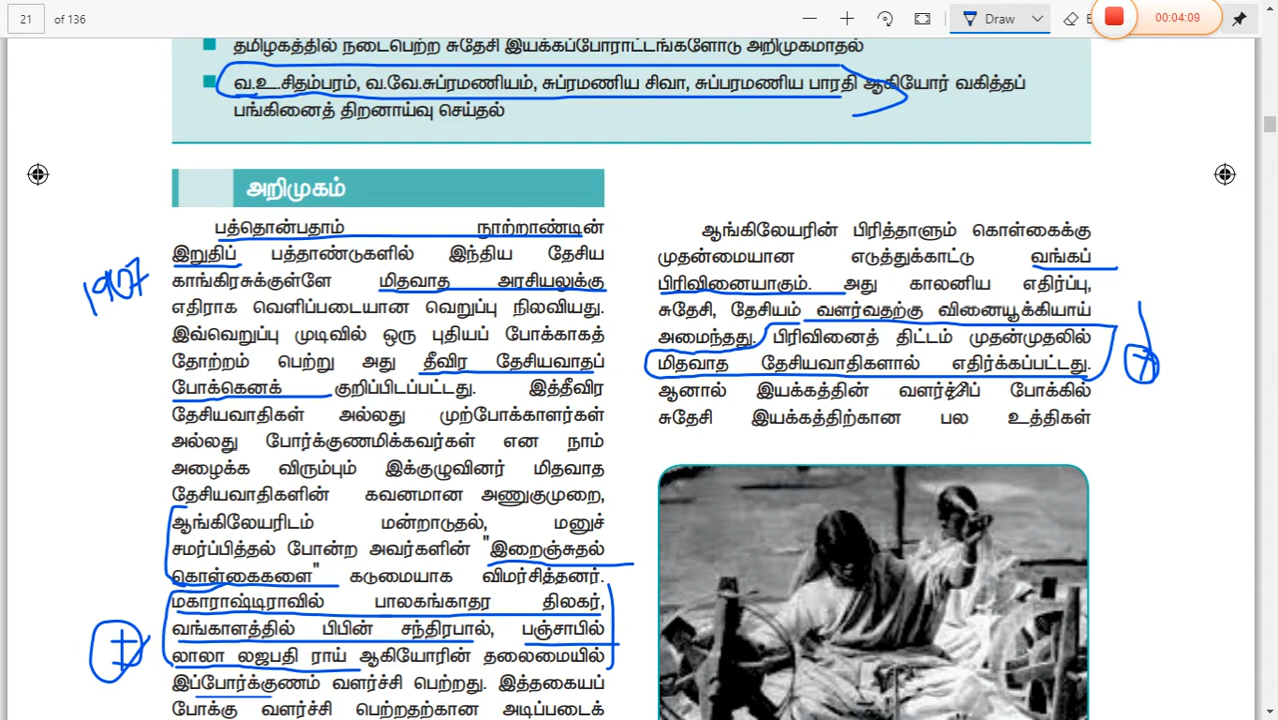 21
of 136
Draw
00:04:09
தமிழகத்தில் நடைபெற்ற சுதேசி இயக்கப்போராட்டங்களோடு அறிமுகமாதல்
வ.உ.சிதம்பரம், வ.வே.சுப்ரமணியம், சுப்ரமணிய சிவா, சுப்பரமணிய பாரதி ஆகியோர் வகித்தப்
பங்கினைத் திறனாய்வு செய்தல்
அறிமுகம்
பத்தொன்பதாம் நூற்றாண்டின்
இறுதிப் பத்தாண்டுகளில் இந்திய தேசிய
காங்கிரசுக்குள்ளே மிதவாத அரசியலுக்கு
எதிராக வெளிப்படையான வெறுப்பு நிலவியது.
இவ்வெறுப்பு முடிவில் ஒரு புதியப் போக்காகத்
தோற்றம் பெற்று அது தீவிர தேசியவாதப்
போக்கெனக் குறிப்பிடப்பட்டது. இத்தீவிர
தேசியவாதிகள் அல்லது முற்போக்காளர்கள்
அல்லது போர்க்குணமிக்கவர்கள் என நாம்
அழைக்க விரும்பும் இக்குழுவினர் மிதவாத
தேசியவாதிகளின் கவனமான அணுகுமுறை,
ஆங்கிலேயரிடம் மன்றாடுதல், மனுச்
சமர்ப்பித்தல் போன்ற அவர்களின் "இறைஞ்சுதல்
கொள்கைகளை" கடுமையாக விமர்சித்தனர்.
மகாராஷ்டிராவில் பாலகங்காதர திலகர்,
வங்காளத்தில் பிபின் சந்திரபால், பஞ்சாபில்
லாலா லஜபதி ராய் ஆகியோரின் தலைமையில்
இப்போர்க்குணம் வளர்ச்சி பெற்றது. இத்தகையப்
போக்கு வளர்ச்சி பெற்றதற்கான அடிப்படைக்
1907
ஆங்கிலேயரின் பிரித்தாளும் கொள்கைக்கு
முதன்மையான எடுத்துக்காட்டு வங்கப்
பிரிவினையாகும். அது காலனிய எதிர்ப்பு,
சுதேசி, தேசியம் வளர்வதற்கு வினையூக்கியாய்
அமைந்தது. பிரிவினைத் திட்டம் முதன்முதலில்
மிதவாத தேசியவாதிகளால் எதிர்க்கப்பட்டது.
ஆனால் இயக்கத்தின் வளர்ச்சிப் போக்கில்
சுதேசி இயக்கத்திற்கான பல உத்திகள்